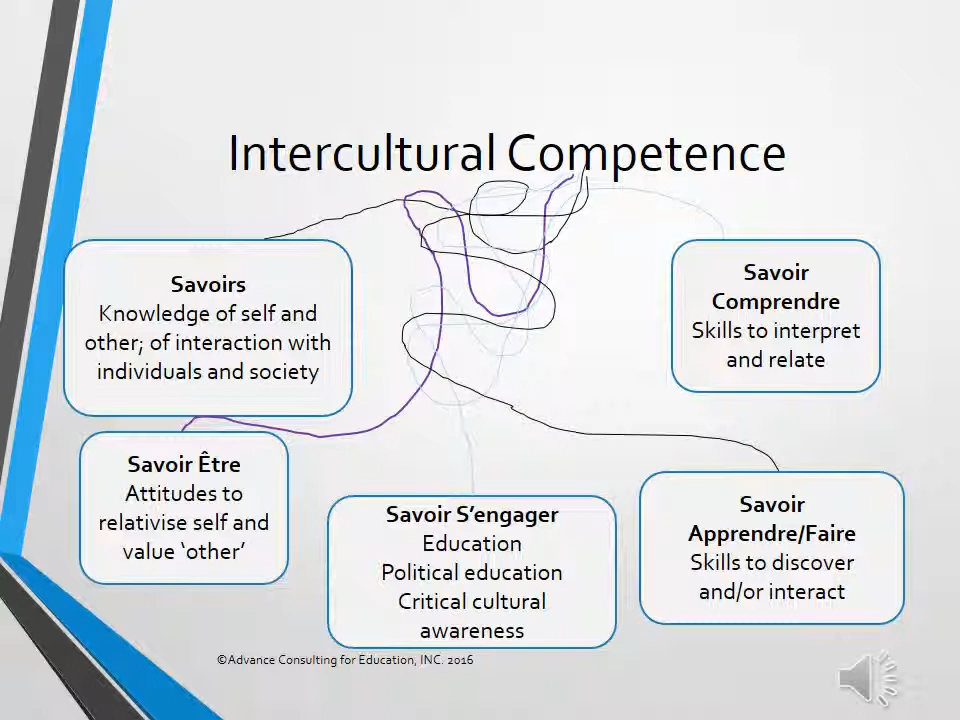 Intercultural Competence
Savoirs
Knowledge of self and
other; of interaction with
individuals and society
Savoir
Comprendre
Skills to interpret
and relate
Savoir Être
Attitudes to
relativise self and
value ‘other’
Savoir S’engager
Education
Political education
Critical cultural
awareness
Savoir
Apprendre/Faire
Skills to discover
and/or interact
©Advance Consulting for Education, INC. 2016